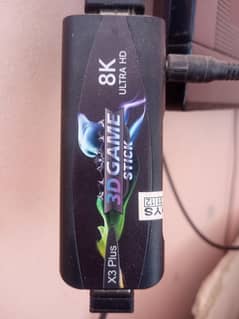 8K
ULTRA HD
3D GAME
STICK
X3 Plus